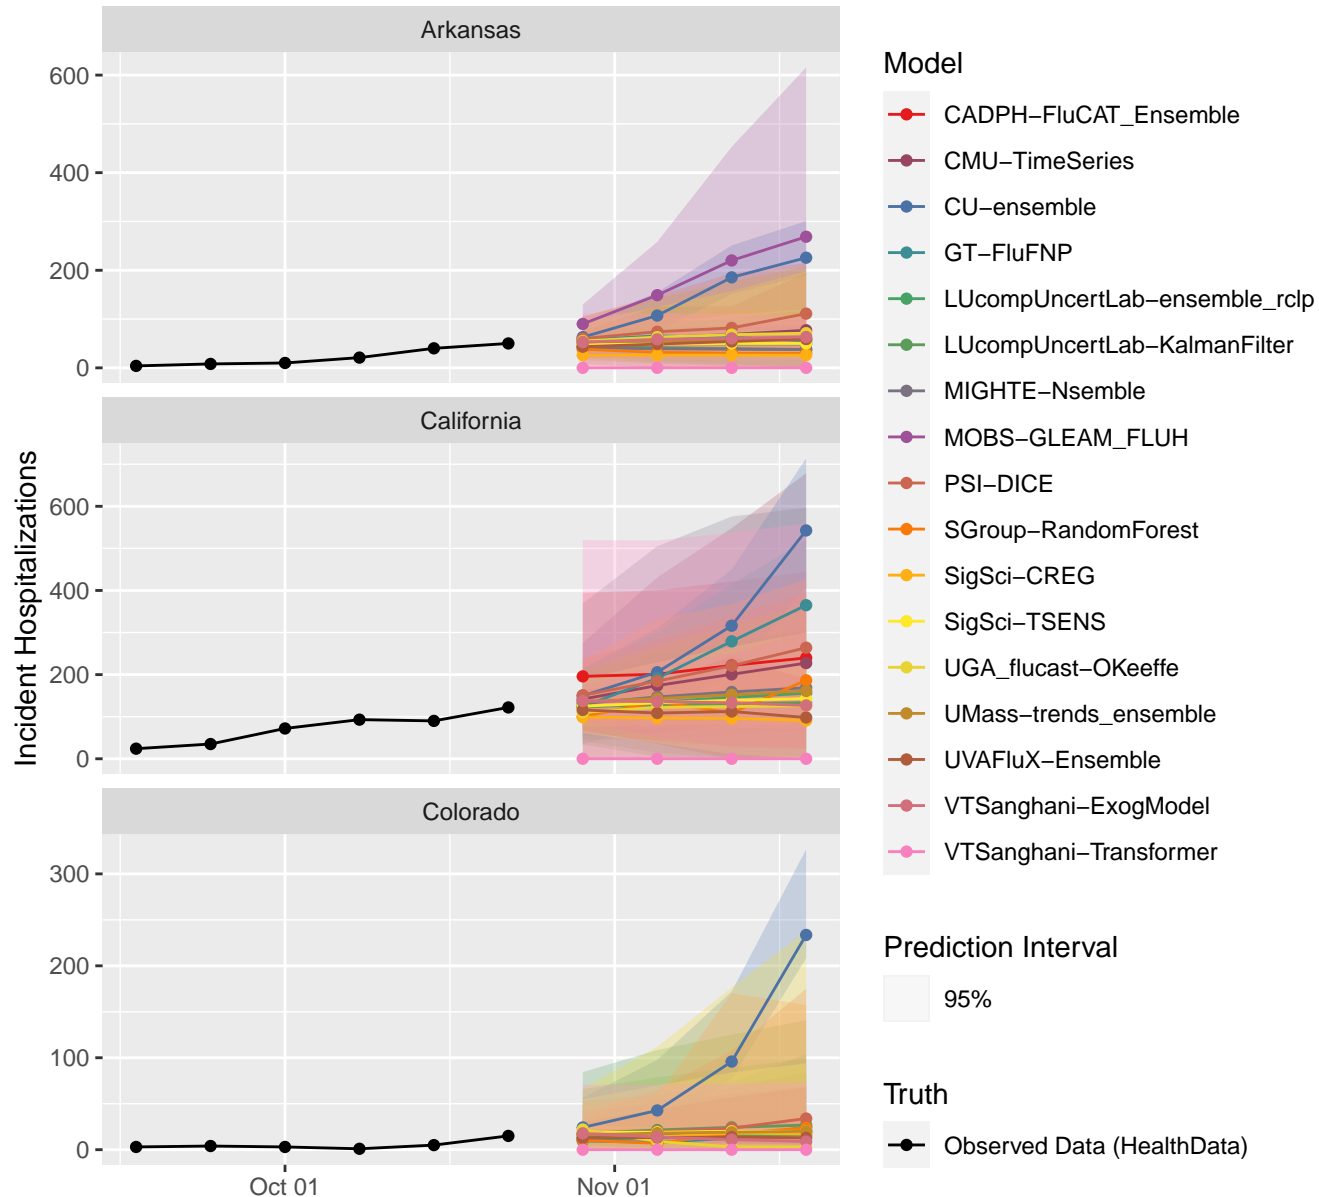 Arkansas
600
400
200
0
California
600
400
200
0
Colorado
300
200
100
0
Oct 01
Nov 01
Incident Hospitalizations
Model
CADPH−FluCAT_Ensemble
CMU−TimeSeries
CU−ensemble
GT−FluFNP
LUcompUncertLab−ensemble_rclp
LUcompUncertLab−KalmanFilter
MIGHTE−Nsemble
MOBS−GLEAM_FLUH
PSI−DICE
SGroup−RandomForest
SigSci−CREG
SigSci−TSENS
UGA_flucast−OKeeffe
UMass−trends_ensemble
UVAFluX−Ensemble
VTSanghani−ExogModel
VTSanghani−Transformer
Prediction Interval
95%
Truth
Observed Data (HealthData)